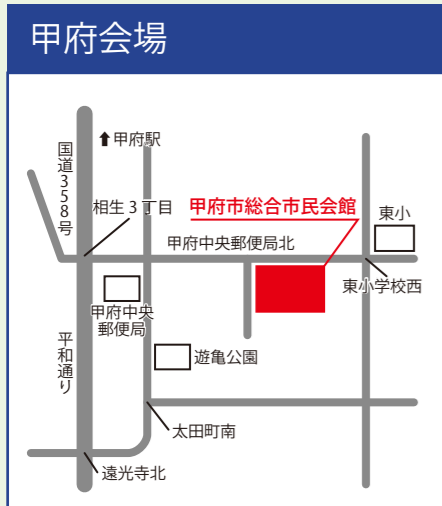 甲府会場
国道358号
⬆甲府駅
相生3丁目
甲府市総合市民会館
東小
甲府中央郵便局北
東小学校西
甲府中央
郵便局
平和通り
遊亀公園
太田町南
遠光寺北